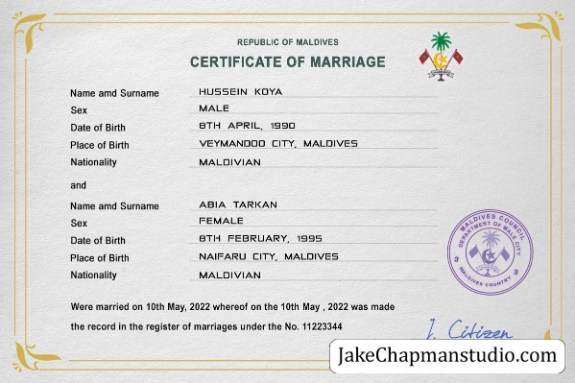 REPUBLIC OF MALDIVES
CERTIFICATE OF MARRIAGE
Name and Surname HUSSEIN KOYA
Sex MALE
Date of Birth 8TH APRIL, 1990
Place of Birth VEYMANDOO CITY, MALDIVES
Nationality MALDIVIAN
and
Name and Surname ABIA TARKAN
Sex FEMALE
Date of Birth 8TH FEBRUARY, 1995
Place of Birth NAIFARU CITY, MALDIVES
Nationality MALDIVIAN
MALDIVES COUNCIL
DEPARTMENT OF MALE CITY
MALDIVES COUNTRY
Were married on 10th May, 2022 whereof on the 10th May , 2022 was made
the record in the register of marriages under the No. 11223344
J. Citizen
JakeChapmanstudio.com